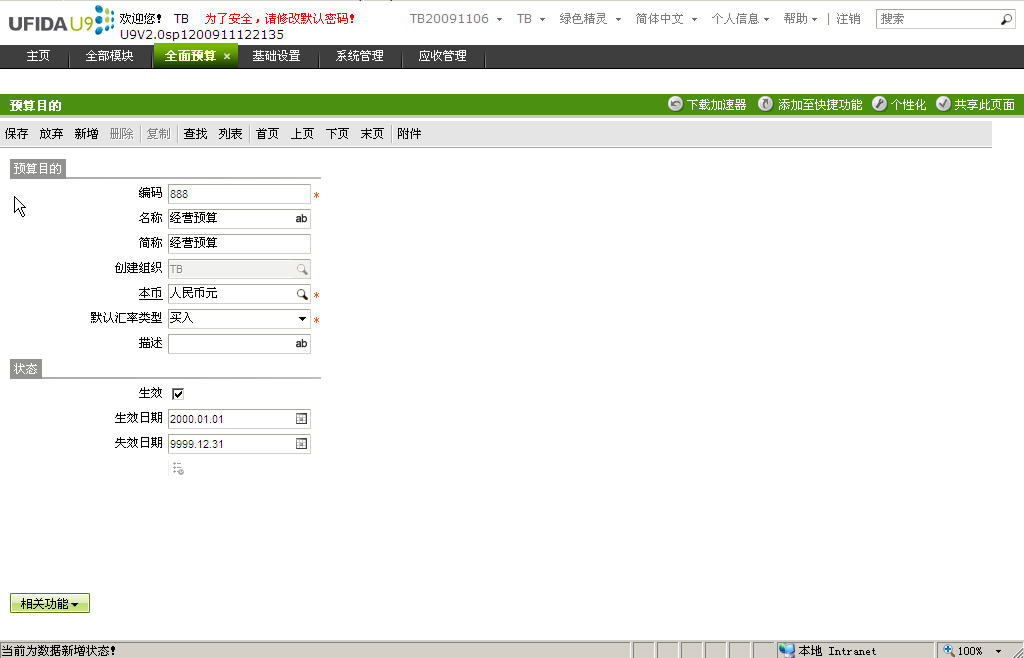 UFIDA U9 欢迎您! TB 为了安全，请修改默认密码! TB20091106 TB 绿色精灵 简体中文 个人信息 帮助 | 注销 搜索
U9V2.0sp1200911122135
主页 全部模块 全面预算 × 基础设置 系统管理 应收管理
预算目的 下载加速器 添加至快捷功能 个性化 共享此页面
保存 放弃 新增 删除 复制 查找 列表 首页 上页 下页 末页 附件
预算目的
编码 888 *
名称 经营预算 ab
简称 经营预算
创建组织 TB
本币 人民币元 *
默认汇率类型 买入 *
描述 ab
状态
生效
生效日期 2000.01.01
失效日期 9999.12.31
相关功能
当前为数据新增状态! 本地 Intranet 100%